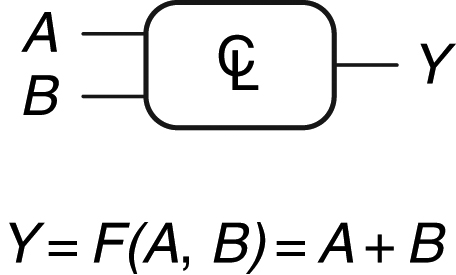 A
B
CL
Y
Y = F(A, B) = A + B